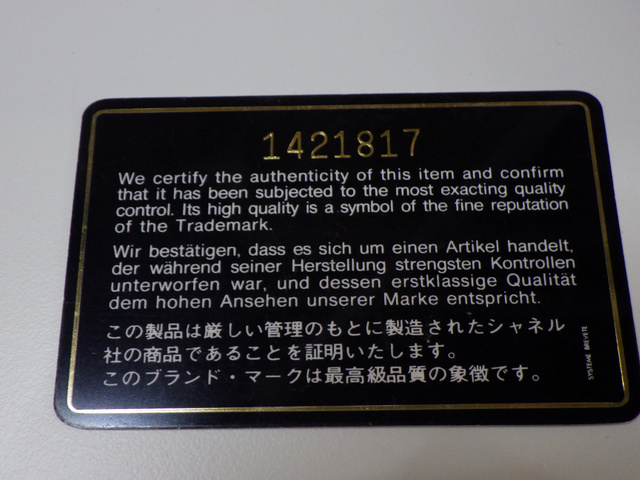 1421817
We certify the authenticity of this item and confirm
that it has been subjected to the most exacting quality
control. Its high quality is a symbol of the fine reputation
of the Trademark.
Wir bestätigen, dass es sich um einen Artikel handelt,
der während seiner Herstellung strengsten Kontrollen
unterworfen war, und dessen erstklassige Qualität
dem hohen Ansehen unserer Marke entspricht.
この製品は厳しい管理のもとに製造されたシャネル
社の商品であることを証明いたします。
このブランド・マークは最高級品質の象徴です。
SYSTEME BREVETE